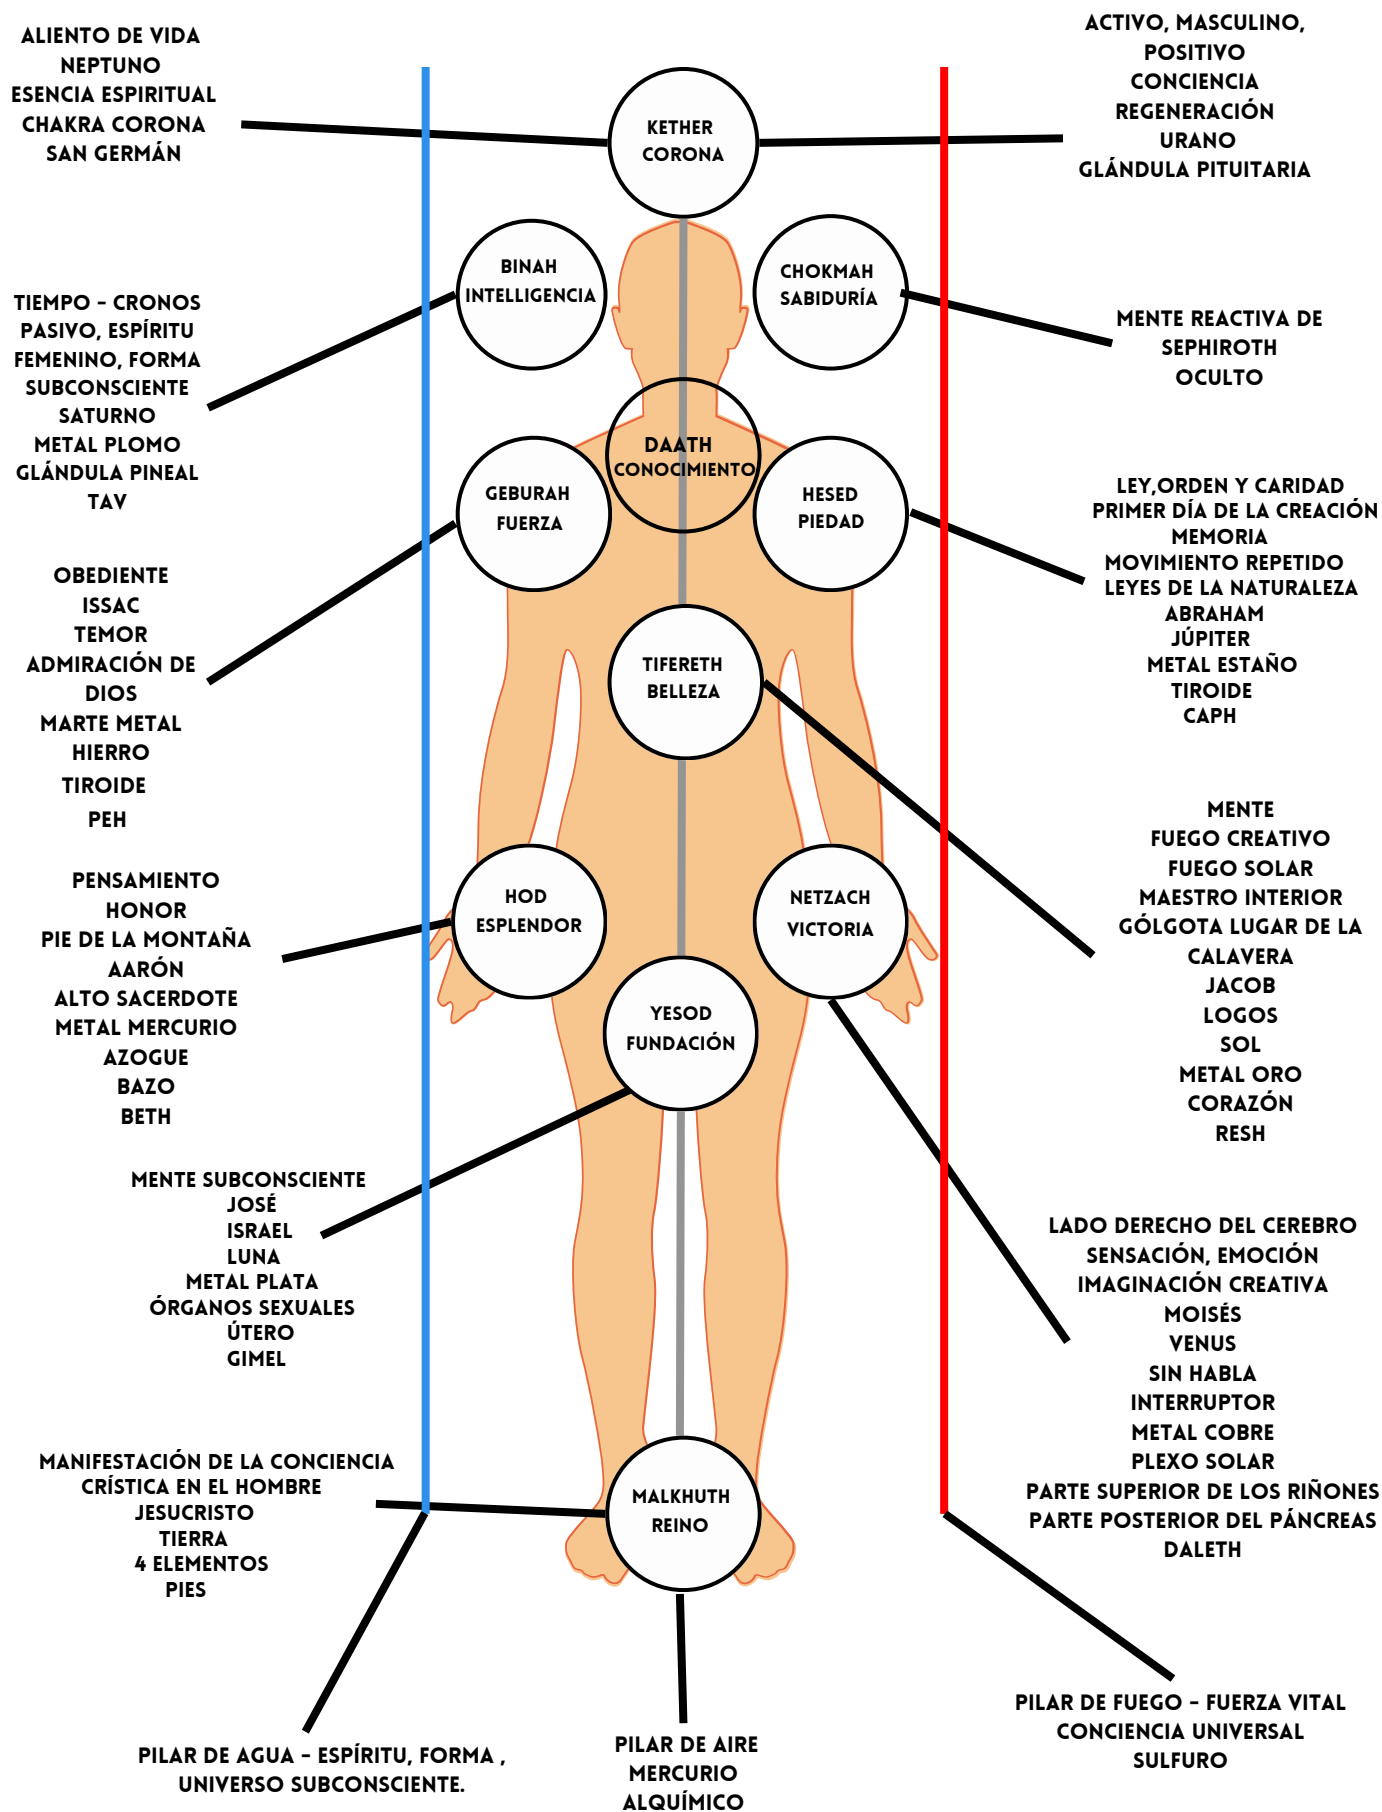 ALIENTO DE VIDA
NEPTUNO
ESENCIA ESPIRITUAL
CHAKRA CORONA
SAN GERMÁN
ACTIVO, MASCULINO,
POSITIVO
CONCIENCIA
REGENERACIÓN
URANO
GLÁNDULA PITUITARIA
KETHER
CORONA
BINAH
INTELLIGENCIA
CHOKMAH
SABIDURÍA
TIEMPO - CRONOS
PASIVO, ESPÍRITU
FEMENINO, FORMA
SUBCONSCIENTE
SATURNO
METAL PLOMO
GLÁNDULA PINEAL
TAV
MENTE REACTIVA DE
SEPHIROTH
OCULTO
DAATH
CONOCIMIENTO
GEBURAH
FUERZA
HESED
PIEDAD
LEY,ORDEN Y CARIDAD
PRIMER DÍA DE LA CREACIÓN
MEMORIA
MOVIMIENTO REPETIDO
LEYES DE LA NATURALEZA
ABRAHAM
JÚPITER
METAL ESTAÑO
TIROIDE
CAPH
OBEDIENTE
ISSAC
TEMOR
ADMIRACIÓN DE
DIOS
MARTE METAL
HIERRO
TIROIDE
PEH
TIFERETH
BELLEZA
MENTE
FUEGO CREATIVO
FUEGO SOLAR
MAESTRO INTERIOR
GÓLGOTA LUGAR DE LA
CALAVERA
JACOB
LOGOS
SOL
METAL ORO
CORAZÓN
RESH
PENSAMIENTO
HONOR
PIE DE LA MONTAÑA
AARÓN
ALTO SACERDOTE
METAL MERCURIO
AZOGUE
BAZO
BETH
HOD
ESPLENDOR
NETZACH
VICTORIA
YESOD
FUNDACIÓN
MENTE SUBCONSCIENTE
JOSÉ
ISRAEL
LUNA
METAL PLATA
ÓRGANOS SEXUALES
ÚTERO
GIMEL
LADO DERECHO DEL CEREBRO
SENSACIÓN, EMOCIÓN
IMAGINACIÓN CREATIVA
MOISÉS
VENUS
SIN HABLA
INTERRUPTOR
METAL COBRE
PLEXO SOLAR
PARTE SUPERIOR DE LOS RIÑONES
PARTE POSTERIOR DEL PÁNCREAS
DALETH
MANIFESTACIÓN DE LA CONCIENCIA
CRÍSTICA EN EL HOMBRE
JESUCRISTO
TIERRA
4 ELEMENTOS
PIES
MALKHUTH
REINO
PILAR DE AGUA - ESPÍRITU, FORMA ,
UNIVERSO SUBCONSCIENTE.
PILAR DE AIRE
MERCURIO
ALQUÍMICO
PILAR DE FUEGO - FUERZA VITAL
CONCIENCIA UNIVERSAL
SULFURO